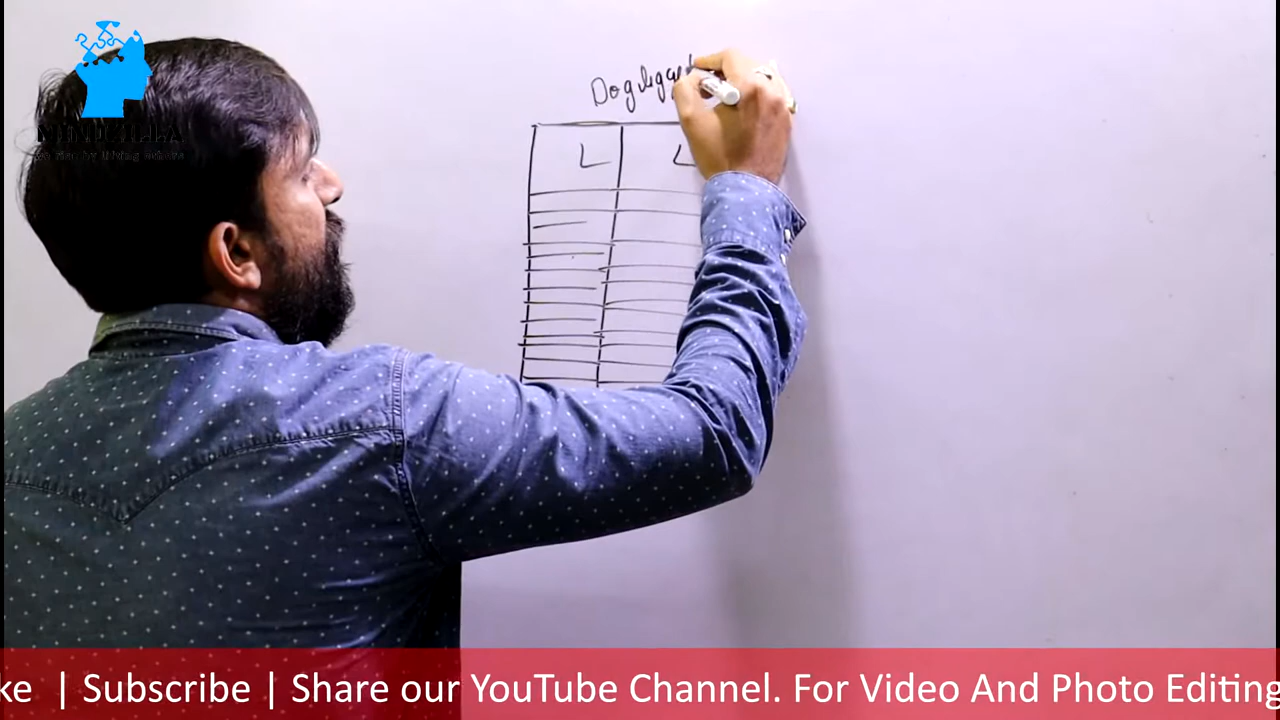 Doglegged
L L
ke | Subscribe | Share our YouTube Channel. For Video And Photo Editing